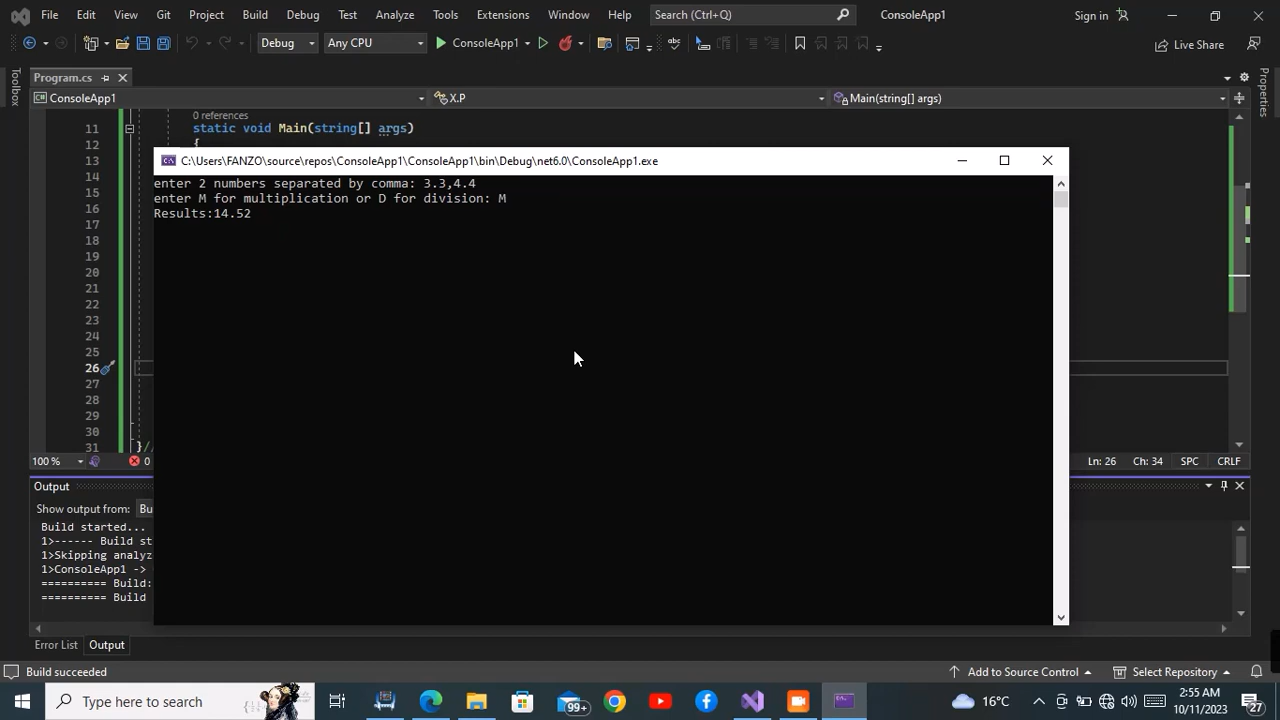 File Edit View Git Project Build Debug Test Analyze Tools Extensions Window Help Search (Ctrl+Q) ConsoleApp1 Sign in
Debug Any CPU ConsoleApp1 Live Share
Toolbox
Program.cs
ConsoleApp1 X.P Main(string[] args)
Properties
0 references
11 static void Main(string[] args)
12 {
13
14
15
16
17
18
19
20
21
22
23
24
25
26
27
28
29
30
31 }//
C:\Users\FANZO\source\repos\ConsoleApp1\ConsoleApp1\bin\Debug\net6.0\ConsoleApp1.exe
enter 2 numbers separated by comma: 3.3,4.4
enter M for multiplication or D for division: M
Results:14.52
100 % 0 Ln: 26 Ch: 34 SPC CRLF
Output
Show output from: Bu
Build started...
1>------ Build st
1>Skipping analyz
1>ConsoleApp1 ->
========== Build:
========== Build
Error List Output
Build succeeded Add to Source Control Select Repository
Type here to search 99+ 16°C 2:55 AM
10/11/2023 27